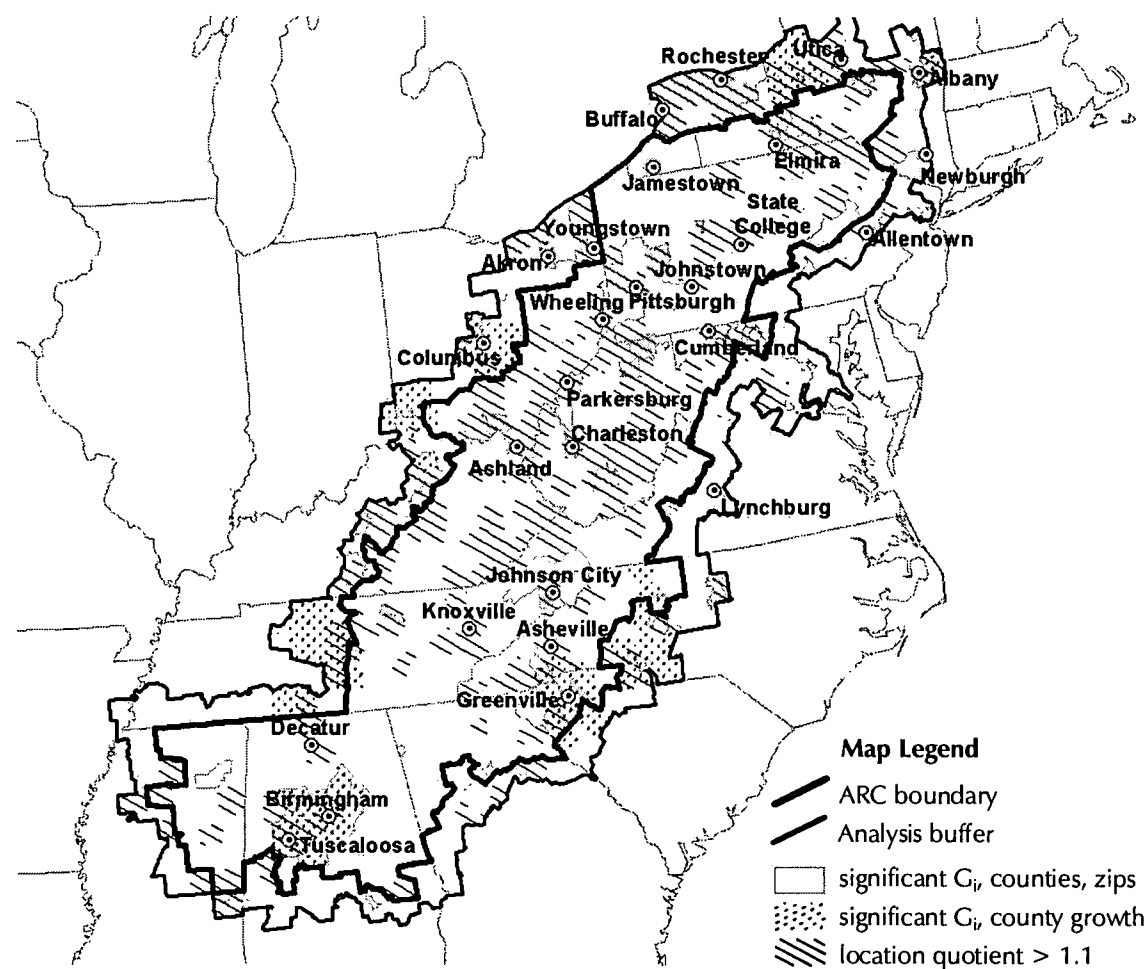 Utica
Rochester
Albany
Buffalo
Elmira
Newburgh
Jamestown
State
College
Youngstown
Allentown
Akron
Johnstown
Wheeling Pittsburgh
Cumberland
Columbus
Parkersburg
Charleston
Ashland
Lynchburg
Johnson City
Knoxville
Asheville
Greenville
Decatur
Birmingham
Tuscaloosa
Map Legend
ARC boundary
Analysis buffer
significant Gi, counties, zips
significant Gi, county growth
location quotient > 1.1